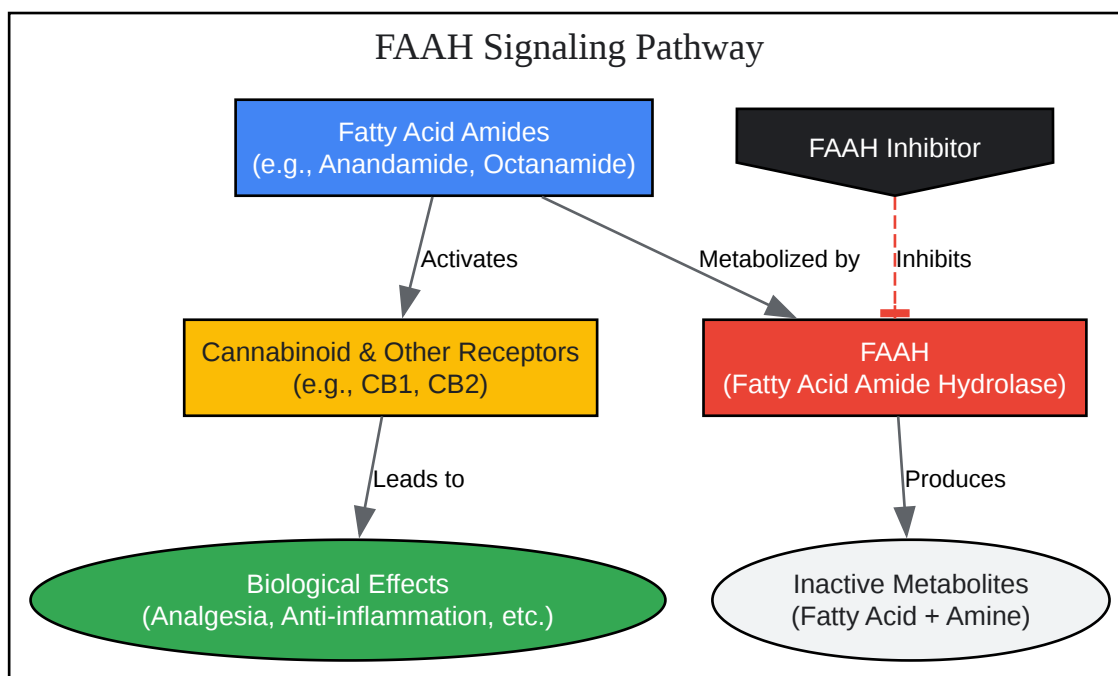 FAAH Signaling Pathway
Fatty Acid Amides
(e.g., Anandamide, Octanamide)
FAAH Inhibitor
Activates
Metabolized by
Inhibits
Cannabinoid & Other Receptors
(e.g., CB1, CB2)
FAAH
(Fatty Acid Amide Hydrolase)
Leads to
Produces
Biological Effects
(Analgesia, Anti-inflammation, etc.)
Inactive Metabolites
(Fatty Acid + Amine)